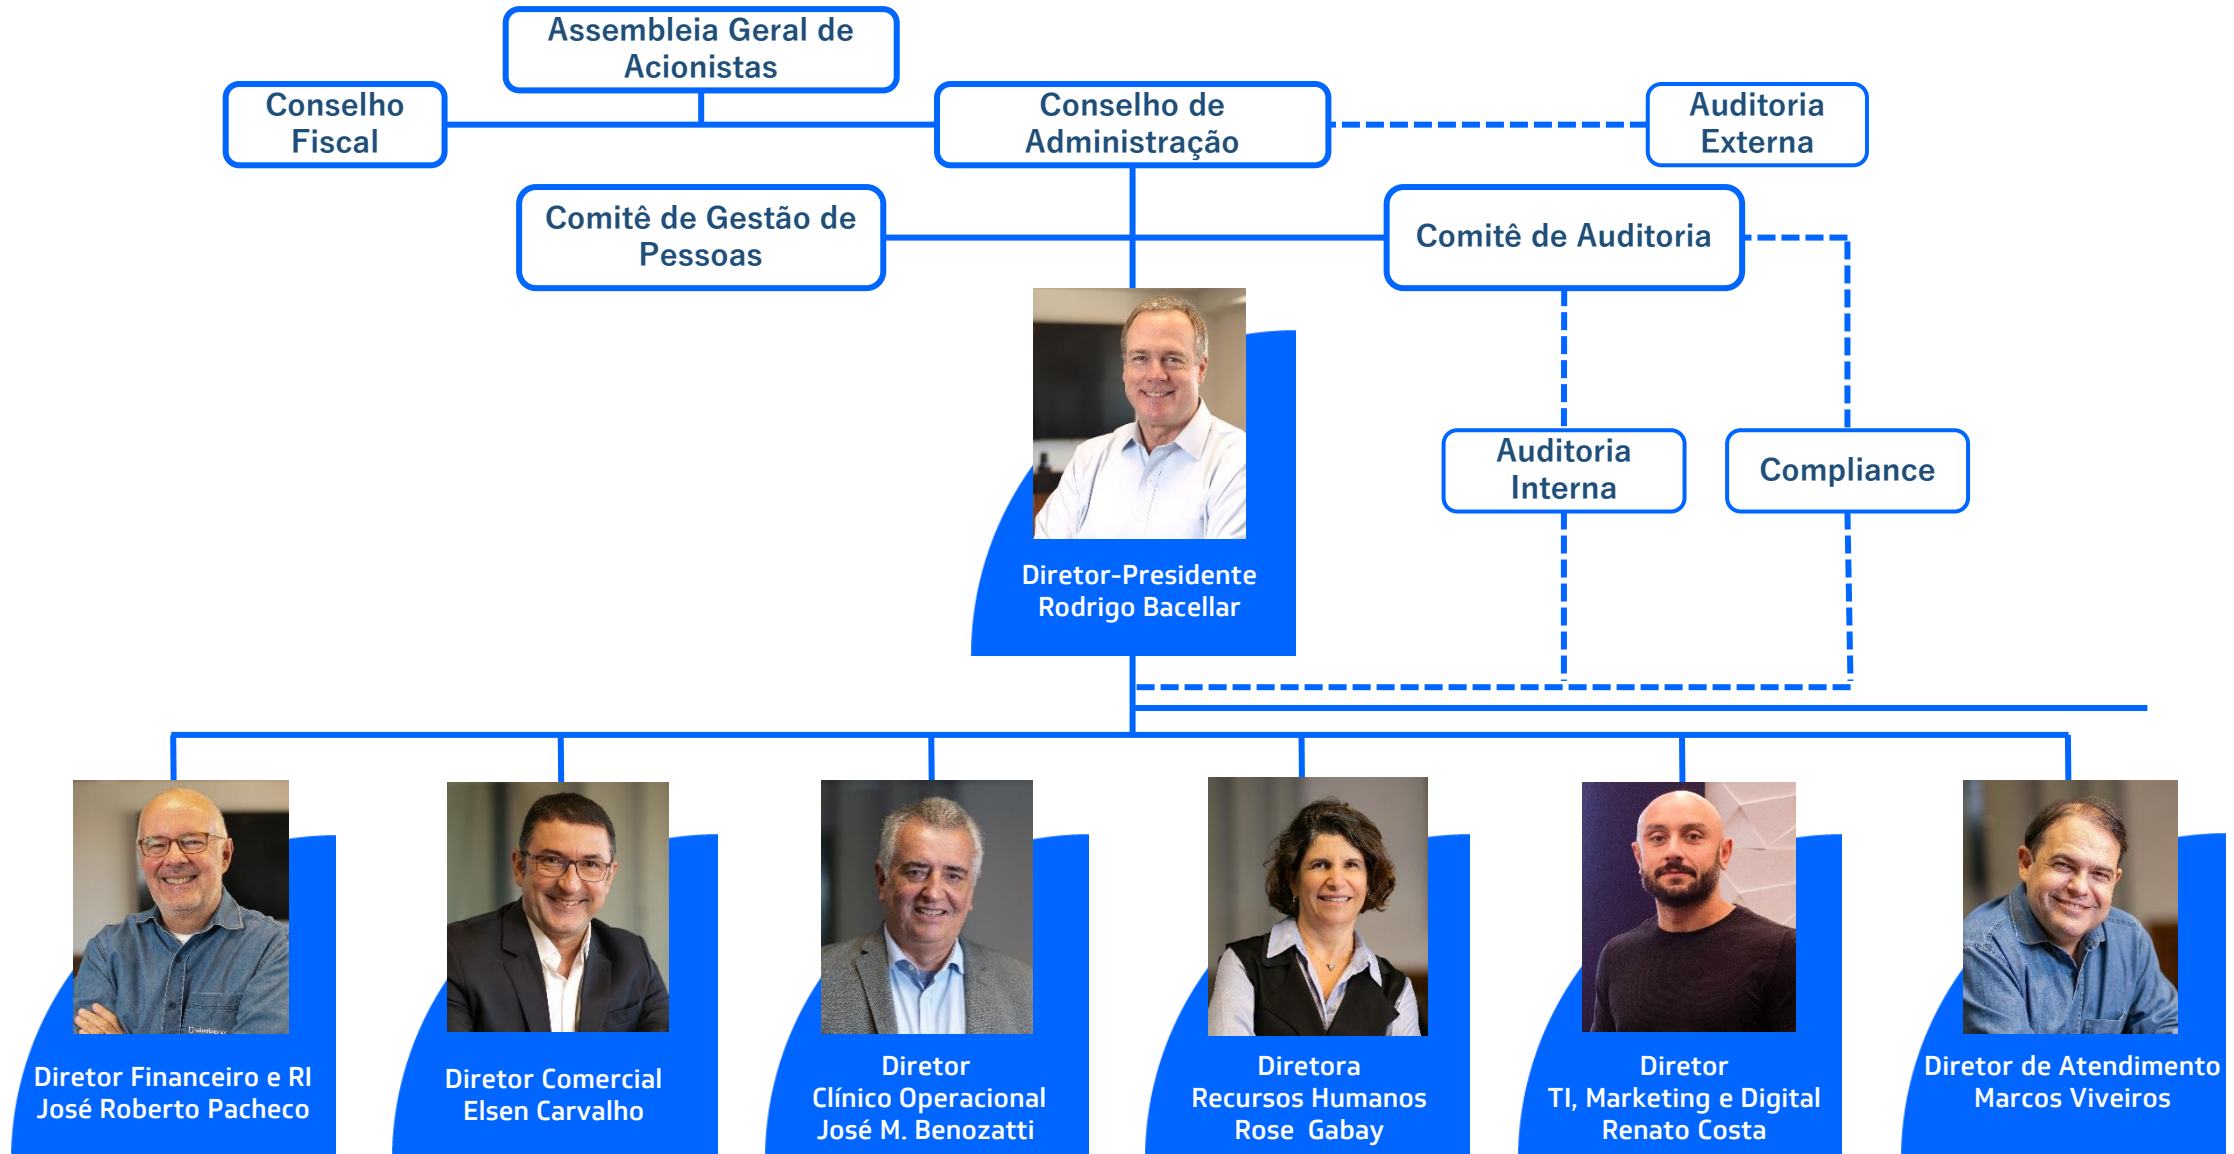 Assembleia Geral de
Acionistas
Conselho
Fiscal
Conselho de
Administração
Auditoria
Externa
Comitê de Gestão de
Pessoas
Comitê de Auditoria
Auditoria
Interna
Compliance
Diretor-Presidente
Rodrigo Bacellar
Diretor Financeiro e RI
José Roberto Pacheco
Diretor Comercial
Elsen Carvalho
Diretor
Clínico Operacional
José M. Benozatti
Diretora
Recursos Humanos
Rose Gabay
Diretor
TI, Marketing e Digital
Renato Costa
Diretor de Atendimento
Marcos Viveiros